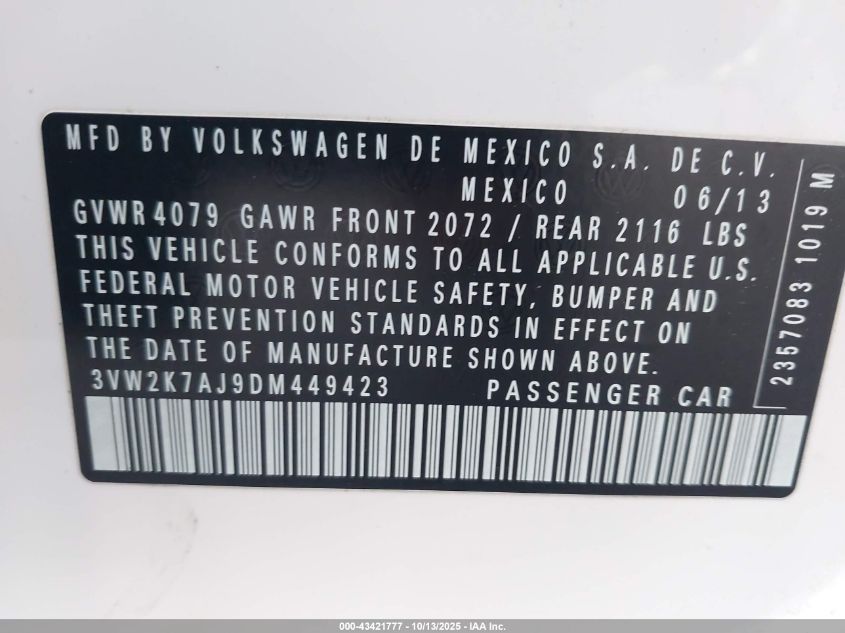 MFD BY VOLKSWAGEN DE MEXICO S.A. DE C.V.
MEXICO 06/13
GVWR 4079 GAWR FRONT 2072 / REAR 2116 LBS
THIS VEHICLE CONFORMS TO ALL APPLICABLE U.S.
FEDERAL MOTOR VEHICLE SAFETY, BUMPER AND
THEFT PREVENTION STANDARDS IN EFFECT ON
THE DATE OF MANUFACTURE SHOWN ABOVE.
3VW2K7AJ9DM449423 PASSENGER CAR
2357083 1019 M
000-43421777 - 10/13/2025 - IAA Inc.